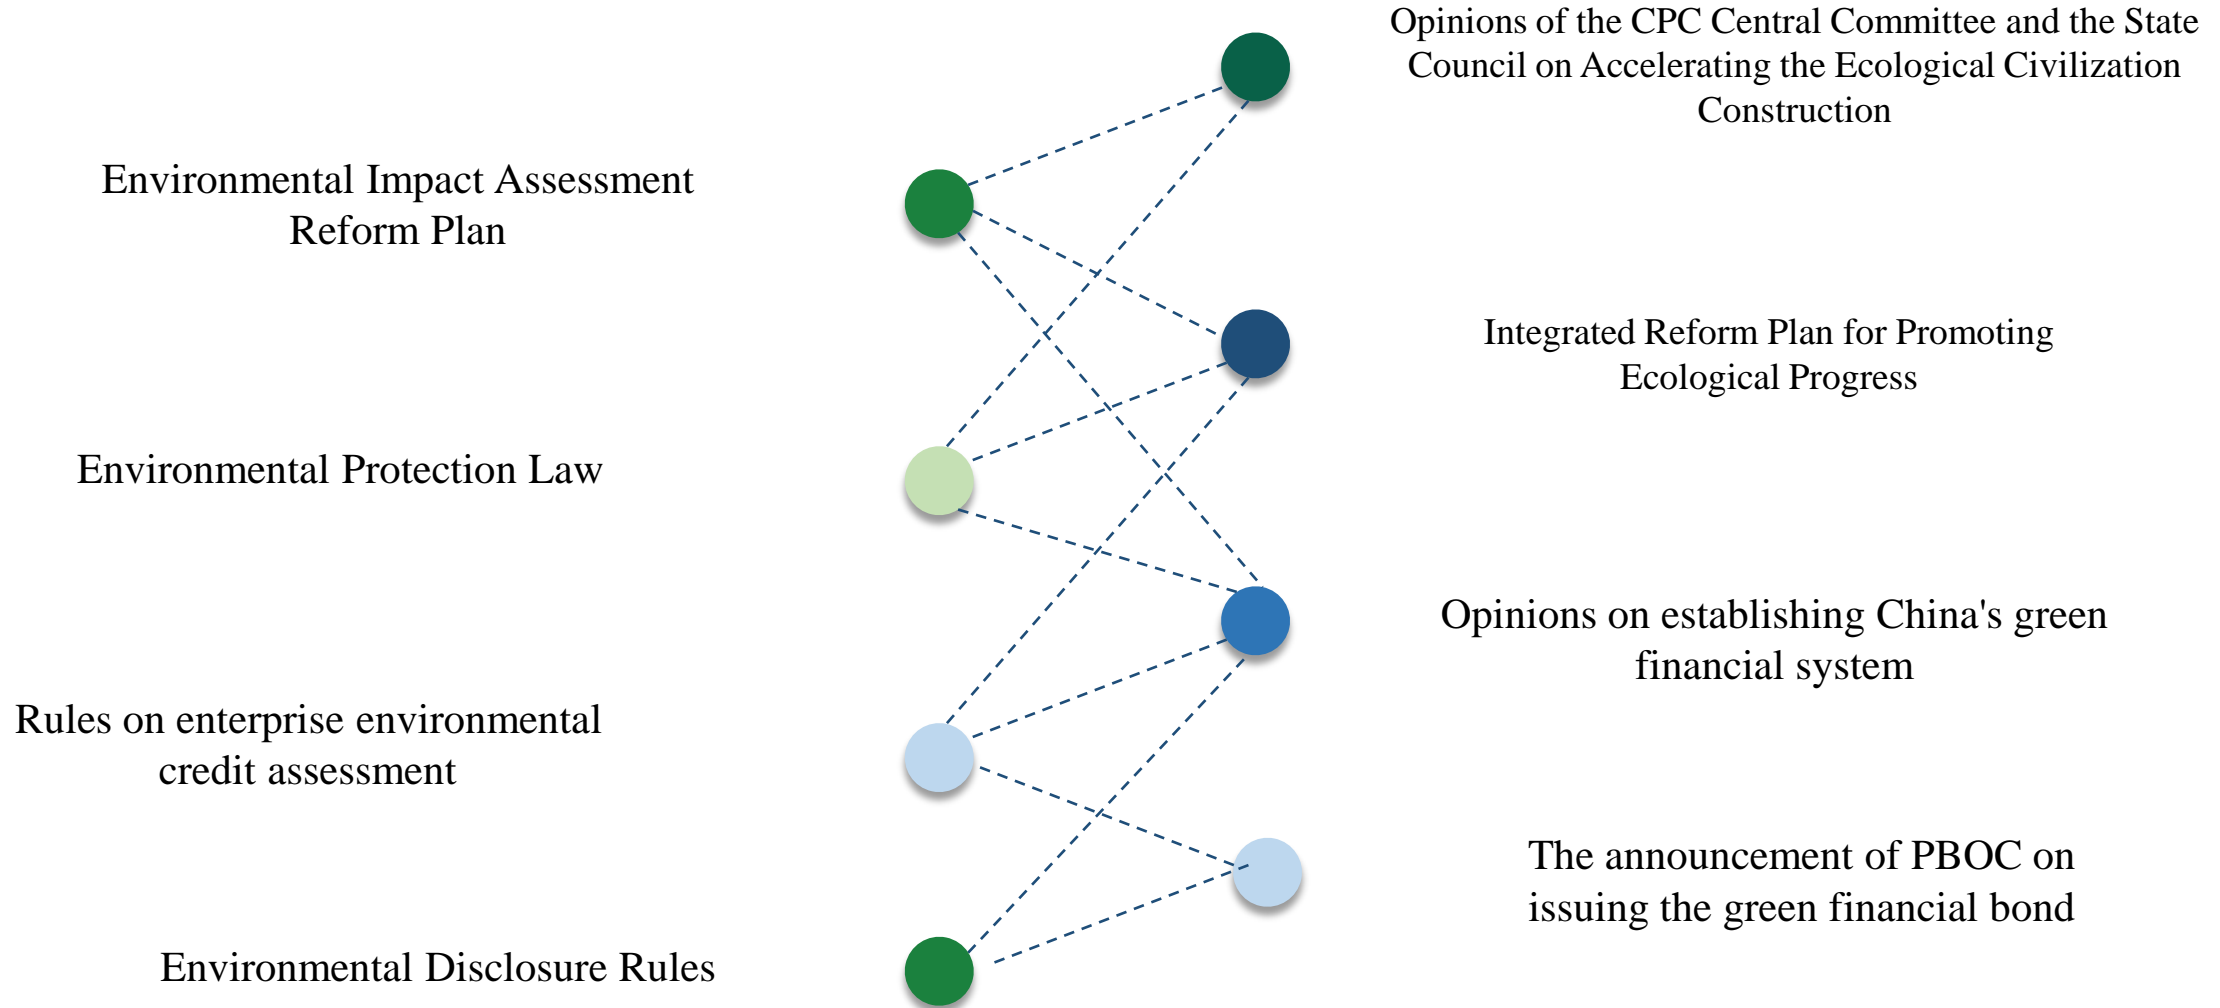 Opinions of the CPC Central Committee and the State
Council on Accelerating the Ecological Civilization
Construction
Environmental Impact Assessment
Reform Plan
Integrated Reform Plan for Promoting
Ecological Progress
Environmental Protection Law
Opinions on establishing China's green
financial system
Rules on enterprise environmental
credit assessment
The announcement of PBOC on
issuing the green financial bond
Environmental Disclosure Rules